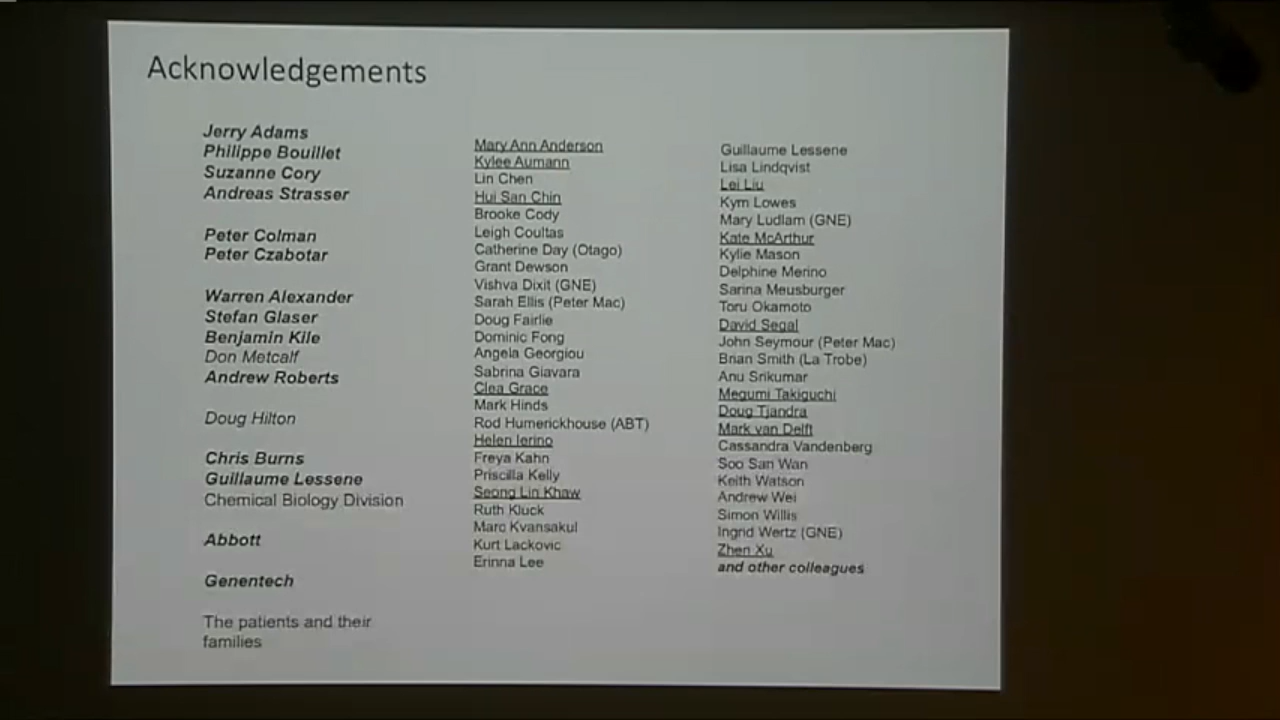 Acknowledgements
Jerry Adams
Philippe Bouillet
Suzanne Cory
Andreas Strasser
Peter Colman
Peter Czabotar
Warren Alexander
Stefan Glaser
Benjamin Kile
Don Metcalf
Andrew Roberts
Doug Hilton
Chris Burns
Guillaume Lessene
Chemical Biology Division
Abbott
Genentech
The patients and their
families
Mary Ann Anderson
Kylee Aumann
Lin Chen
Hui San Chin
Brooke Cody
Leigh Coultas
Catherine Day (Otago)
Grant Dewson
Vishva Dixit (GNE)
Sarah Ellis (Peter Mac)
Doug Fairlie
Dominic Fong
Angela Georgiou
Sabrina Giavara
Clea Grace
Mark Hinds
Rod Humerickhouse (ABT)
Helen Ierino
Freya Kahn
Priscilla Kelly
Seong Lin Khaw
Ruth Kluck
Marc Kvansakul
Kurt Lackovic
Erinna Lee
Guillaume Lessene
Lisa Lindqvist
Lei Liu
Kym Lowes
Mary Ludlam (GNE)
Kate McArthur
Kylie Mason
Delphine Merino
Sarina Meusburger
Toru Okamoto
David Segal
John Seymour (Peter Mac)
Brian Smith (La Trobe)
Anu Srikumar
Megumi Takiguchi
Doug Tjandra
Mark van Delft
Cassandra Vandenberg
Soo San Wan
Keith Watson
Andrew Wei
Simon Willis
Ingrid Wertz (GNE)
Zhen Xu
and other colleagues